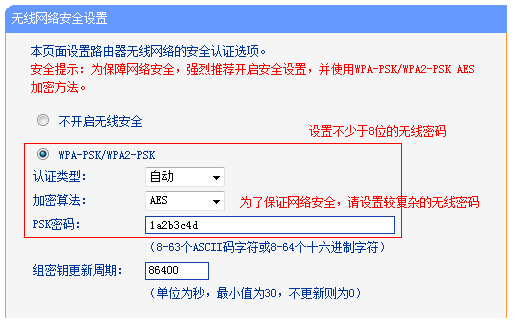 无线网络安全设置
本页面设置路由器无线网络的安全认证选项。
安全提示：为保障网络安全，强烈推荐开启安全设置，并使用WPA-PSK/WPA2-PSK AES
加密方法。
不开启无线安全
设置不少于8位的无线密码
WPA-PSK/WPA2-PSK
认证类型： 自动
加密算法： AES
为了保证网络安全，请设置较复杂的无线密码
PSK密码： 1a2b3c4d
（8-63个ASCII码字符或8-64个十六进制字符）
组密钥更新周期： 86400
（单位为秒，最小值为30，不更新则为0）